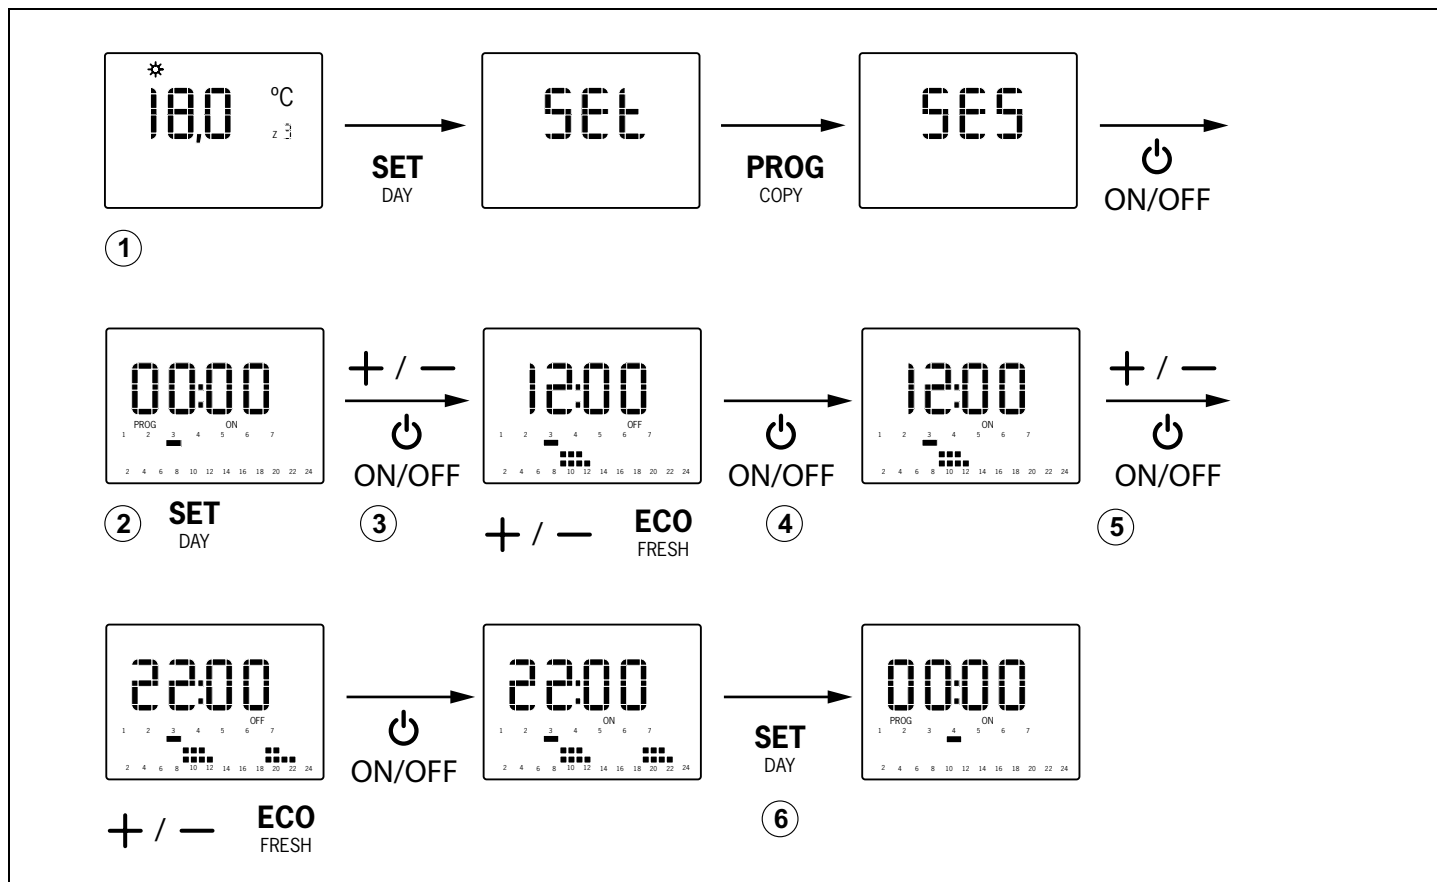 18,0 ºC
z 3
SET
DAY
SEt
PROG
COPY
SES
ON/OFF
1
00:00
PROG ON
1 2 3 4 5 6 7
2 4 6 8 10 12 14 16 18 20 22 24
2
SET
DAY
+ / −
ON/OFF
3
12:00
OFF
1 2 3 4 5 6 7
2 4 6 8 10 12 14 16 18 20 22 24
+ / −
ECO
FRESH
ON/OFF
4
12:00
ON
1 2 3 4 5 6 7
2 4 6 8 10 12 14 16 18 20 22 24
+ / −
ON/OFF
5
22:00
OFF
1 2 3 4 5 6 7
2 4 6 8 10 12 14 16 18 20 22 24
+ / −
ECO
FRESH
ON/OFF
22:00
ON
1 2 3 4 5 6 7
2 4 6 8 10 12 14 16 18 20 22 24
SET
DAY
6
00:00
PROG ON
1 2 3 4 5 6 7
2 4 6 8 10 12 14 16 18 20 22 24